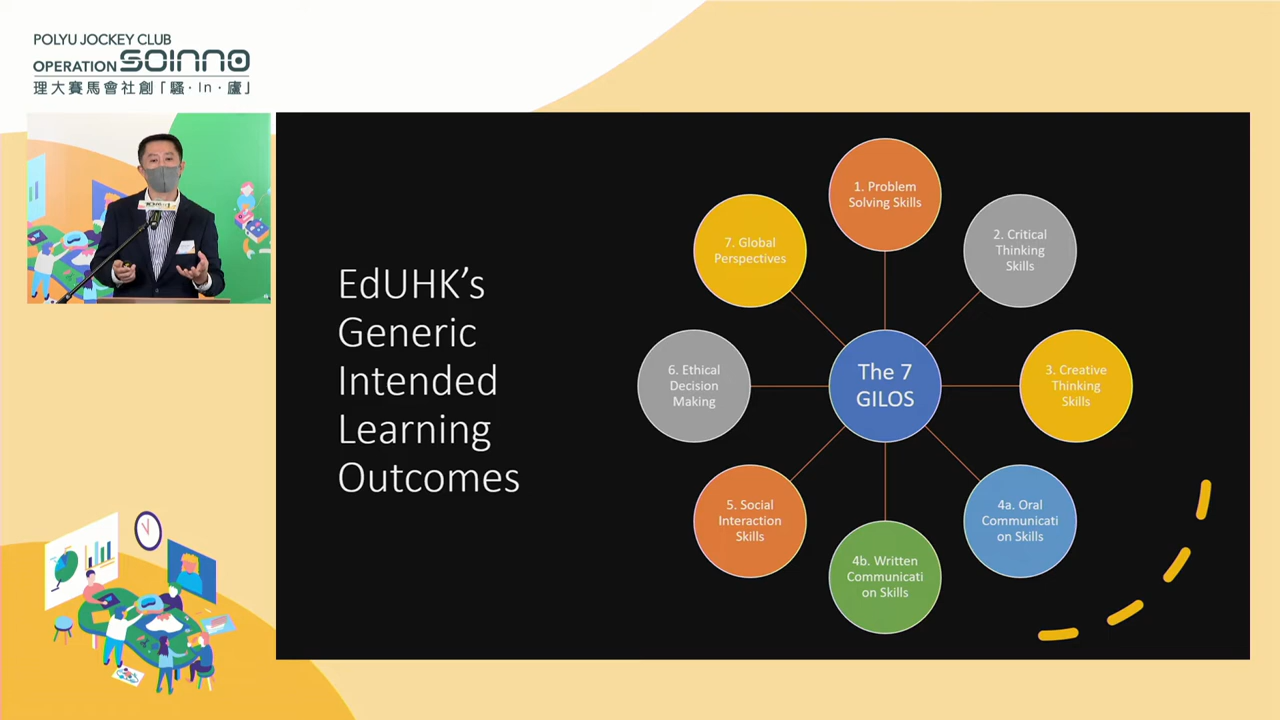 POLYU JOCKEY CLUB
OPERATION SOINNO
理大賽馬會社創「騷·In·廬」
EdUHK's
Generic
Intended
Learning
Outcomes
The 7
GILOS
1. Problem
Solving Skills
2. Critical
Thinking
Skills
3. Creative
Thinking
Skills
4a. Oral
Communicati
on Skills
4b. Written
Communicati
on Skills
5. Social
Interaction
Skills
6. Ethical
Decision
Making
7. Global
Perspectives